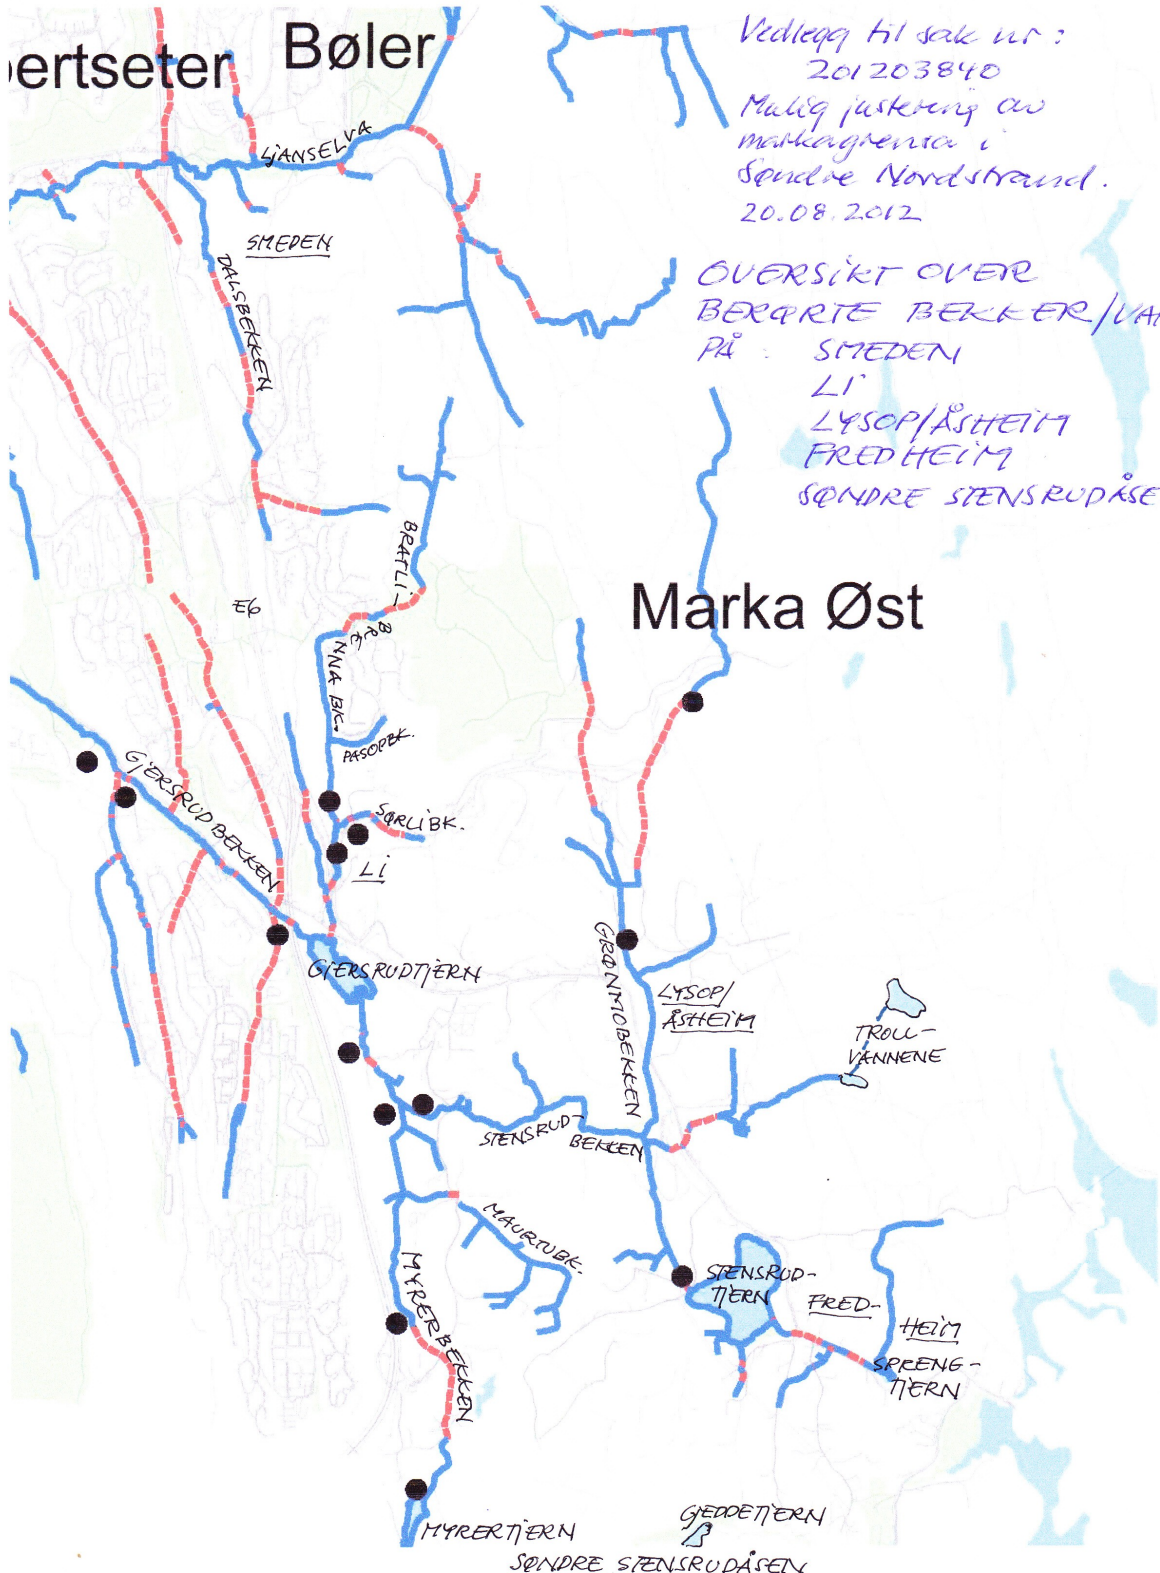 Bøler
ertseter
Vedlegg til sak nr:
201203840
Mulig justering av
markagrensa i
Søndre Nordstrand.
20.08.2012
OVERSIKT OVER
BERØRTE BEKKER/VA
PÅ : SMEDEN
LI
LYSOP/ÅSHEIM
FREDHEIM
SØNDRE STENSRUDÅSE
LJANSELVA
SMEDEN
DALSBEKKEN
BRATLI-
BKK
E6
Marka Øst
NNA BK.
PASOPBK.
GJERSRUDBEKKEN
SØRLIBK.
LI
GJERSRUDTJERN
GRØNMOBEKKEN
LYSOP/
ÅSHEIM
TROLL-
VANNENE
STENSRUD-
BEKKEN
MAURTUBK.
MYRERBEKKEN
STENSRUD-
TJERN
FRED-
HEIM
SPRENG-
TJERN
MYRERTJERN
GJEDDETJERN
SØNDRE STENSRUDÅSEN